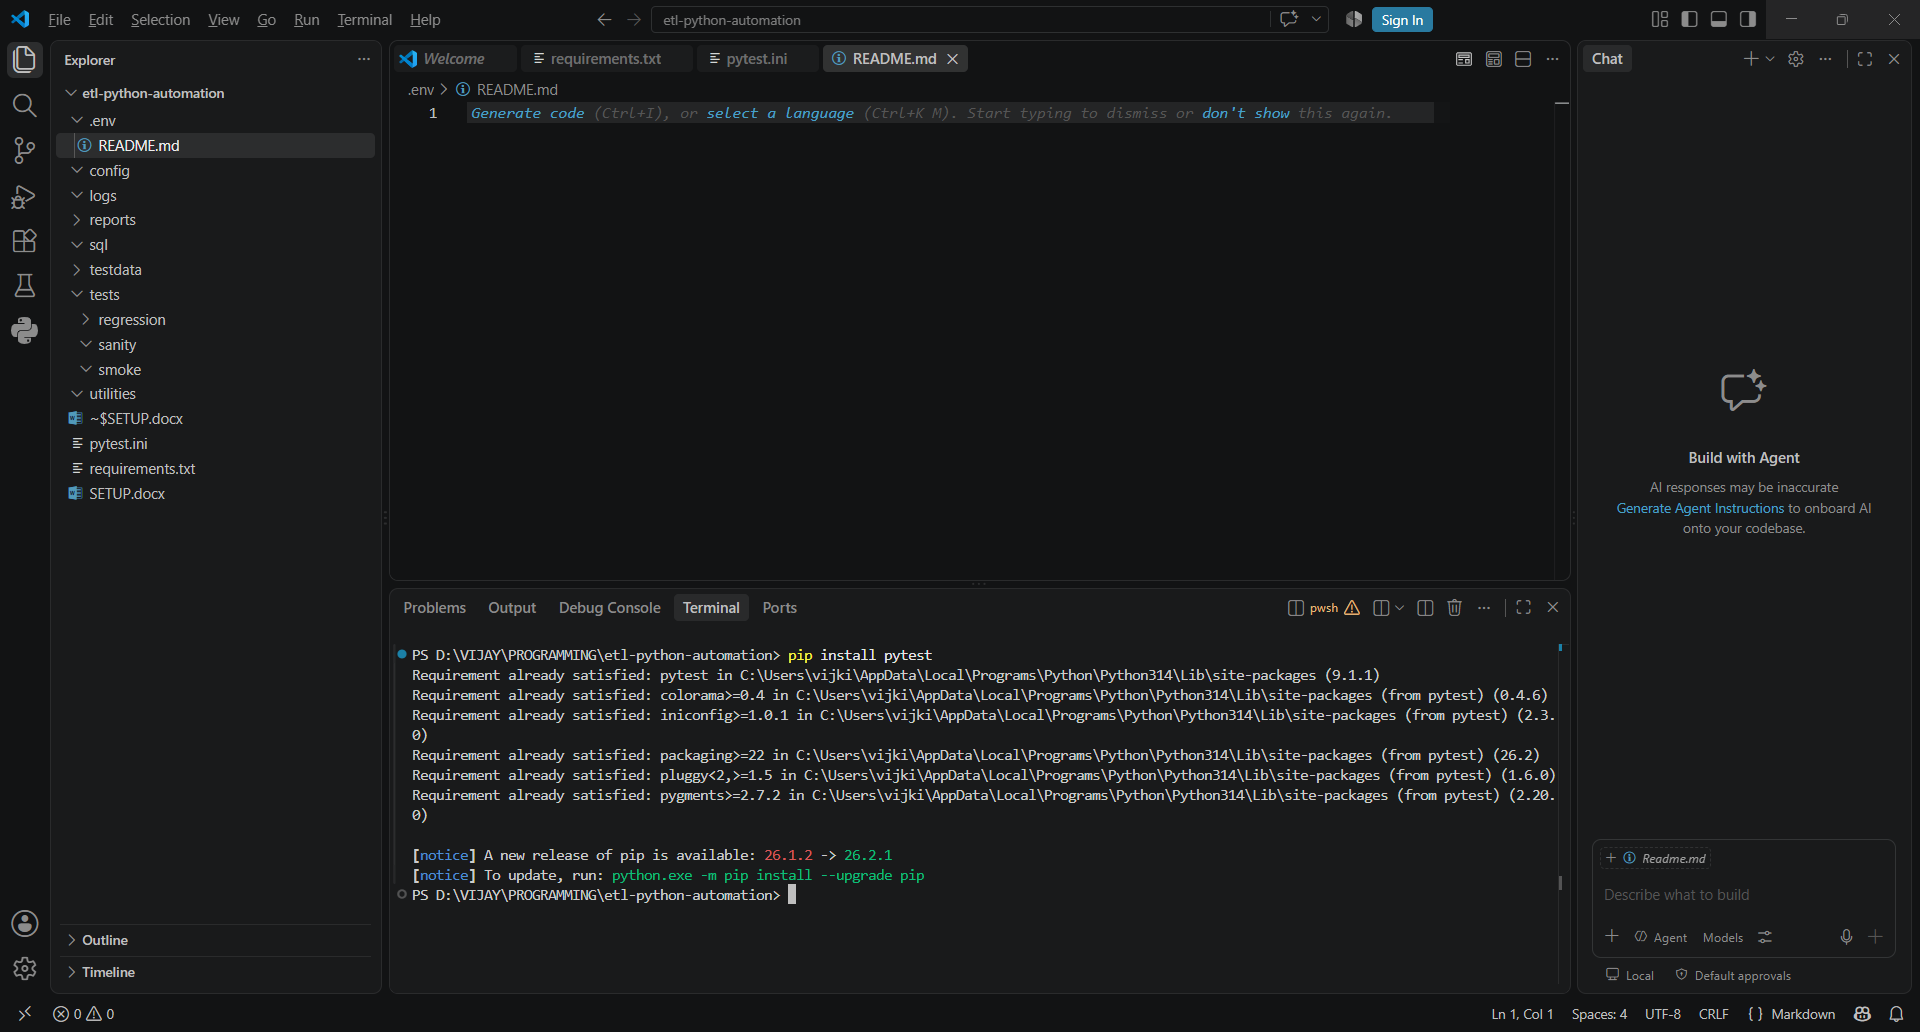 File Edit Selection View Go Run Terminal Help
etl-python-automation
Sign In
Explorer
etl-python-automation
.env
README.md
config
logs
reports
sql
testdata
tests
regression
sanity
smoke
utilities
~$SETUP.docx
pytest.ini
requirements.txt
SETUP.docx
Outline
Timeline
Welcome
requirements.txt
pytest.ini
README.md
.env > README.md
1 Generate code (Ctrl+I), or select a language (Ctrl+K M). Start typing to dismiss or don't show this again.
Problems Output Debug Console Terminal Ports
pwsh
PS D:\VIJAY\PROGRAMMING\etl-python-automation> pip install pytest
Requirement already satisfied: pytest in C:\Users\vijki\AppData\Local\Programs\Python\Python314\Lib\site-packages (9.1.1)
Requirement already satisfied: colorama>=0.4 in C:\Users\vijki\AppData\Local\Programs\Python\Python314\Lib\site-packages (from pytest) (0.4.6)
Requirement already satisfied: iniconfig>=1.0.1 in C:\Users\vijki\AppData\Local\Programs\Python\Python314\Lib\site-packages (from pytest) (2.3.
0)
Requirement already satisfied: packaging>=22 in C:\Users\vijki\AppData\Local\Programs\Python\Python314\Lib\site-packages (from pytest) (26.2)
Requirement already satisfied: pluggy<2,>=1.5 in C:\Users\vijki\AppData\Local\Programs\Python\Python314\Lib\site-packages (from pytest) (1.6.0)
Requirement already satisfied: pygments>=2.7.2 in C:\Users\vijki\AppData\Local\Programs\Python\Python314\Lib\site-packages (from pytest) (2.20.
0)
[notice] A new release of pip is available: 26.1.2 -> 26.2.1
[notice] To update, run: python.exe -m pip install --upgrade pip
PS D:\VIJAY\PROGRAMMING\etl-python-automation>
Chat
Build with Agent
AI responses may be inaccurate
Generate Agent Instructions to onboard AI
onto your codebase.
Readme.md
Describe what to build
Agent Models
Local Default approvals
0 0
Ln 1, Col 1 Spaces: 4 UTF-8 CRLF { } Markdown